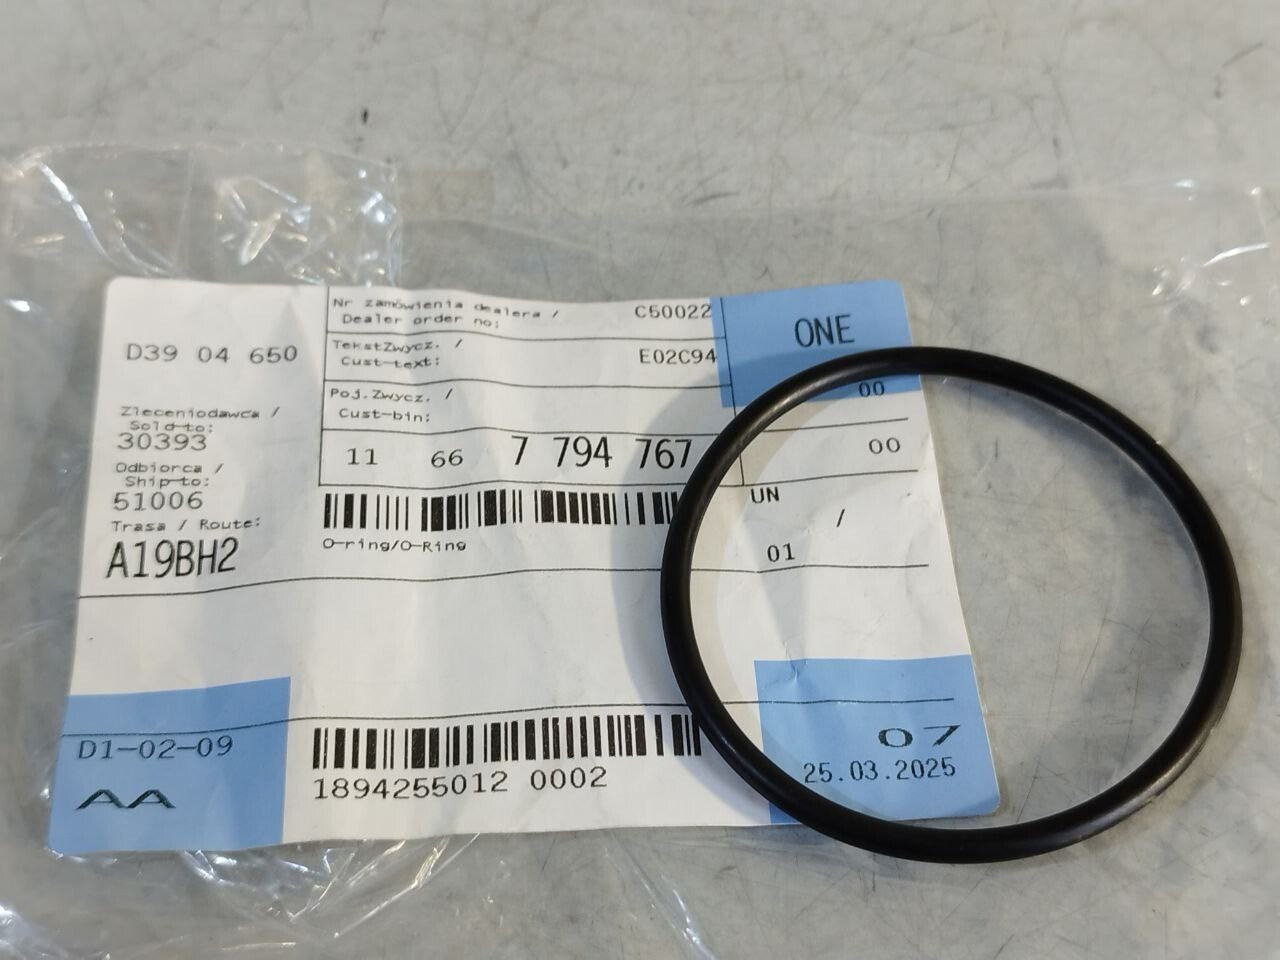 D39 04 650
Zleceniodawca /
Sold-to:
30393
Odbiorca /
Ship-to:
51006
Trasa / Route:
A19BH2
Nr zamówienia dealera /
Dealer order no: C50022
TekstZwycz. /
Cust-text: E02C94
Poj.Zwycz. /
Cust-bin:
11 66 7 794 767
O-ring/O-Ring
ONE
00
00
UN
/
01
D1-02-09
AA
1894255012 0002
07
25.03.2025